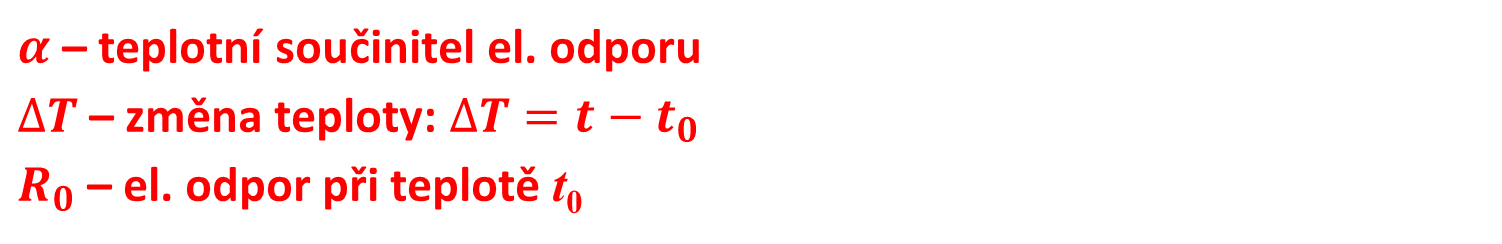 α – teplotní součinitel el. odporu
ΔT – změna teploty: ΔT = t − t₀
R₀ – el. odpor při teplotě t₀